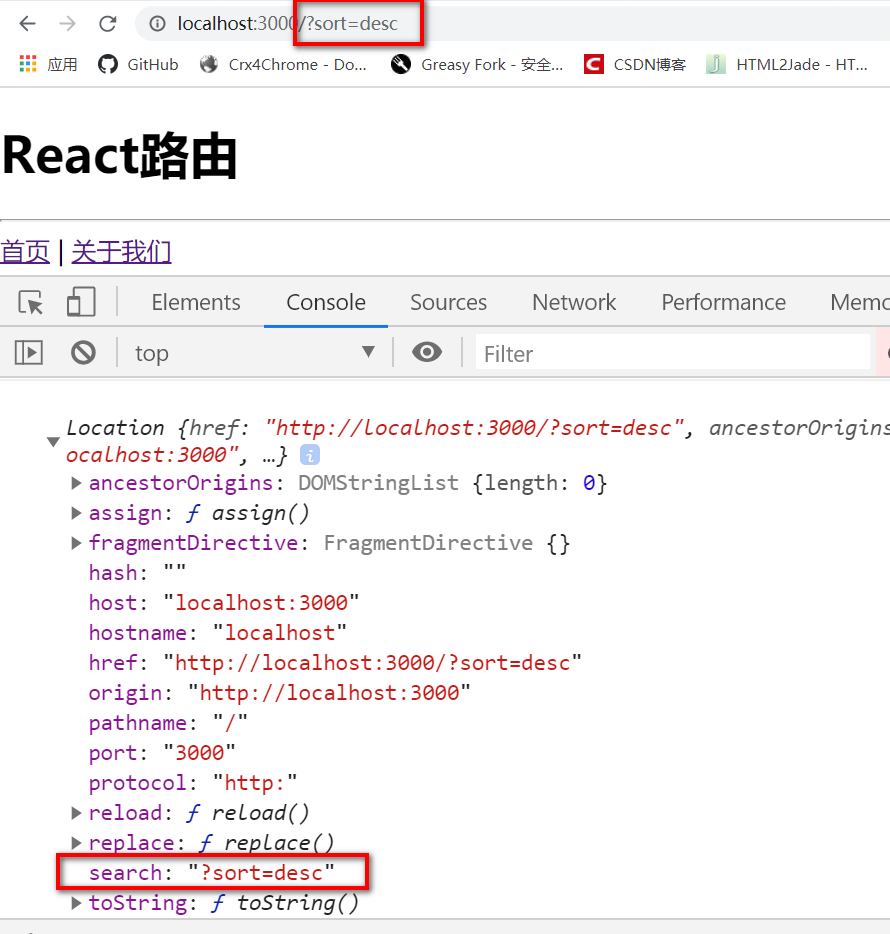 localhost:3000/?sort=desc
应用 GitHub Crx4Chrome - Do... Greasy Fork - 安全... C CSDN博客 J HTML2Jade - HT...
React路由
首页 | 关于我们
Elements Console Sources Network Performance Memo
top Filter
Location {href: "http://localhost:3000/?sort=desc", ancestorOrigins
ocalhost:3000", …} i
ancestorOrigins: DOMStringList {length: 0}
assign: ƒ assign()
fragmentDirective: FragmentDirective {}
hash: ""
host: "localhost:3000"
hostname: "localhost"
href: "http://localhost:3000/?sort=desc"
origin: "http://localhost:3000"
pathname: "/"
port: "3000"
protocol: "http:"
reload: ƒ reload()
replace: ƒ replace()
search: "?sort=desc"
toString: ƒ toString()